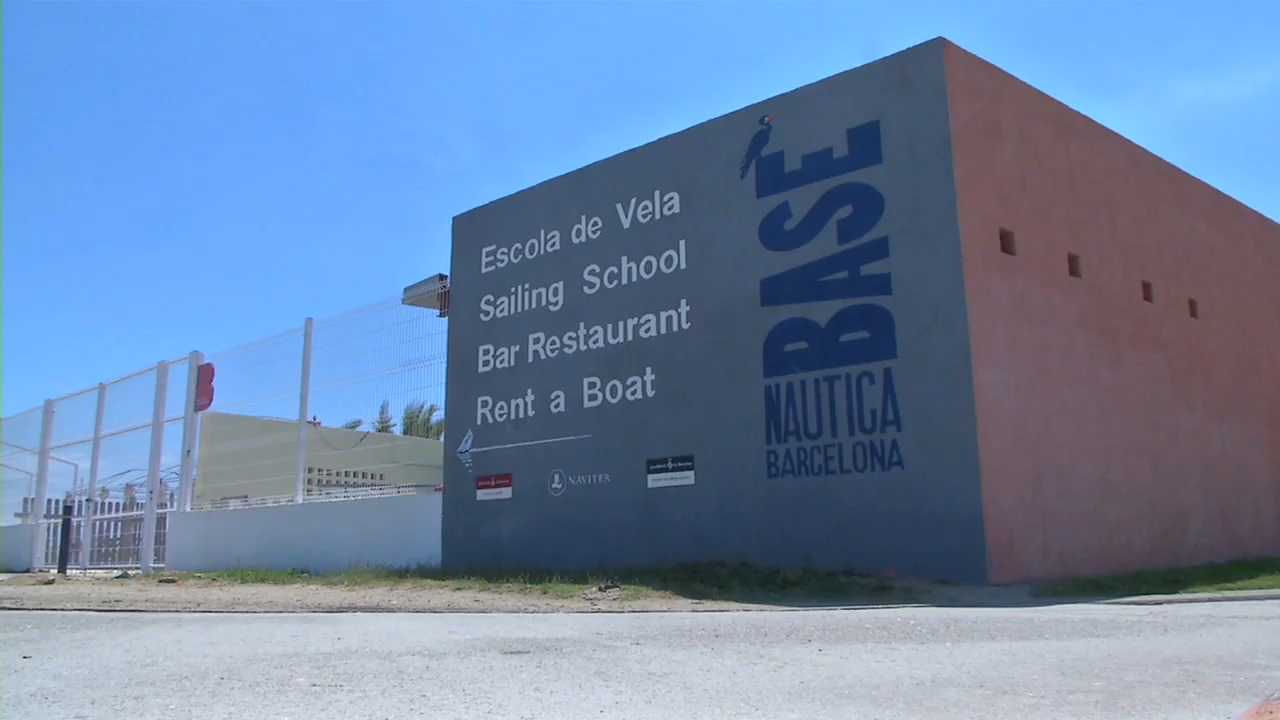 Escola de Vela
Sailing School
Bar Restaurant
Rent a Boat
BASE
NAUTICA
BARCELONA
NAVITER
B